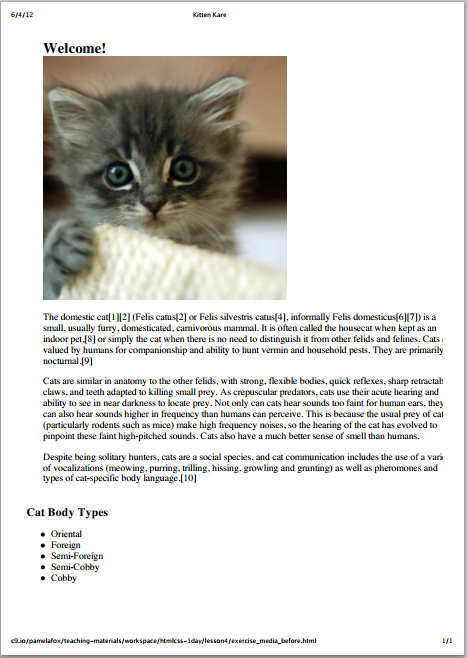 6/4/12 Kitten Kare
Welcome!
The domestic cat[1][2] (Felis catus[2] or Felis silvestris catus[4], informally Felis domesticus[6][7]) is a
small, usually furry, domesticated, carnivorous mammal. It is often called the housecat when kept as an
indoor pet,[8] or simply the cat when there is no need to distinguish it from other felids and felines. Cats
valued by humans for companionship and ability to hunt vermin and household pests. They are primarily
nocturnal.[9]
Cats are similar in anatomy to the other felids, with strong, flexible bodies, quick reflexes, sharp retractab
claws, and teeth adapted to killing small prey. As crepuscular predators, cats use their acute hearing and
ability to see in near darkness to locate prey. Not only can cats hear sounds too faint for human ears, they
can also hear sounds higher in frequency than humans can perceive. This is because the usual prey of cat
(particularly rodents such as mice) make high frequency noises, so the hearing of the cat has evolved to
pinpoint these faint high-pitched sounds. Cats also have a much better sense of smell than humans.
Despite being solitary hunters, cats are a social species, and cat communication includes the use of a vari
of vocalizations (meowing, purring, trilling, hissing, growling and grunting) as well as pheromones and
types of cat-specific body language.[10]
Cat Body Types
Oriental
Foreign
Semi-Foreign
Semi-Cobby
Cobby
c9.io/pamelafox/teaching-materials/workspace/htmlcss-1day/lesson4/exercise_media_before.html 1/1